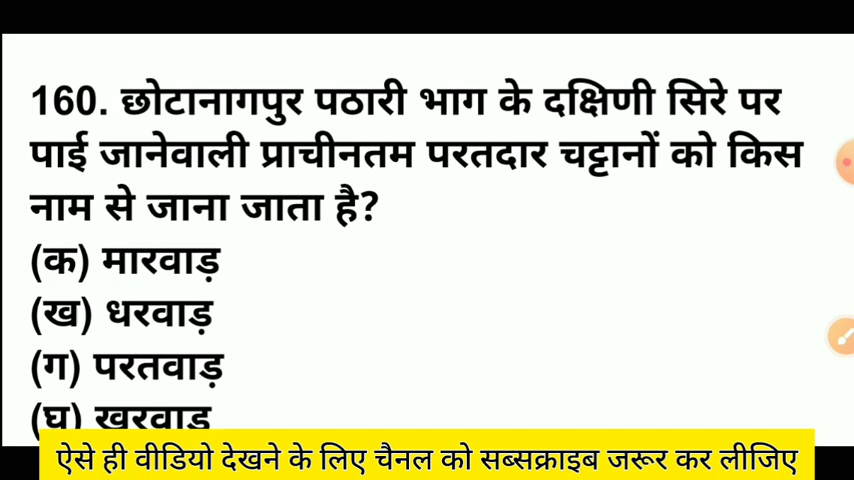 160. छोटानागपुर पठारी भाग के दक्षिणी सिरे पर
पाई जानेवाली प्राचीनतम परतदार चट्टानों को किस
नाम से जाना जाता है?
(क) मारवाड़
(ख) धरवाड़
(ग) परतवाड़
(घ) खरवाड़
ऐसे ही वीडियो देखने के लिए चैनल को सब्सक्राइब जरूर कर लीजिए